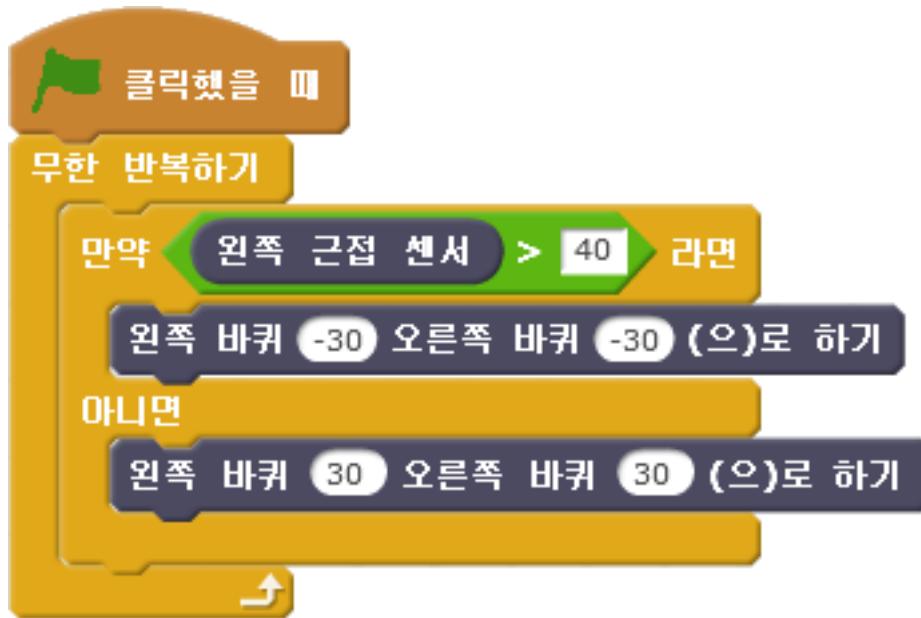 클릭했을 때
무한 반복하기
만약 왼쪽 근접 센서 > 40 라면
왼쪽 바퀴 -30 오른쪽 바퀴 -30 (으)로 하기
아니면
왼쪽 바퀴 30 오른쪽 바퀴 30 (으)로 하기